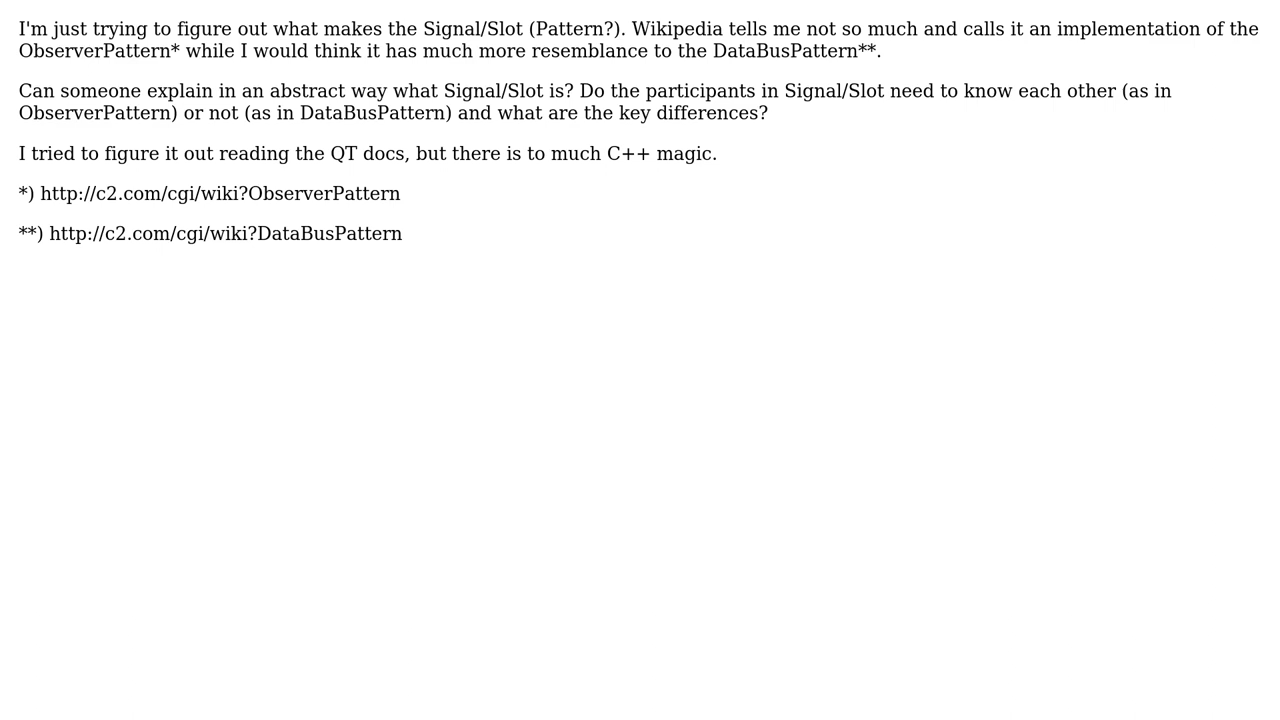 I'm just trying to figure out what makes the Signal/Slot (Pattern?). Wikipedia tells me not so much and calls it an implementation of the
ObserverPattern* while I would think it has much more resemblance to the DataBusPattern**.
Can someone explain in an abstract way what Signal/Slot is? Do the participants in Signal/Slot need to know each other (as in
ObserverPattern) or not (as in DataBusPattern) and what are the key differences?
I tried to figure it out reading the QT docs, but there is to much C++ magic.
*) http://c2.com/cgi/wiki?ObserverPattern
**) http://c2.com/cgi/wiki?DataBusPattern